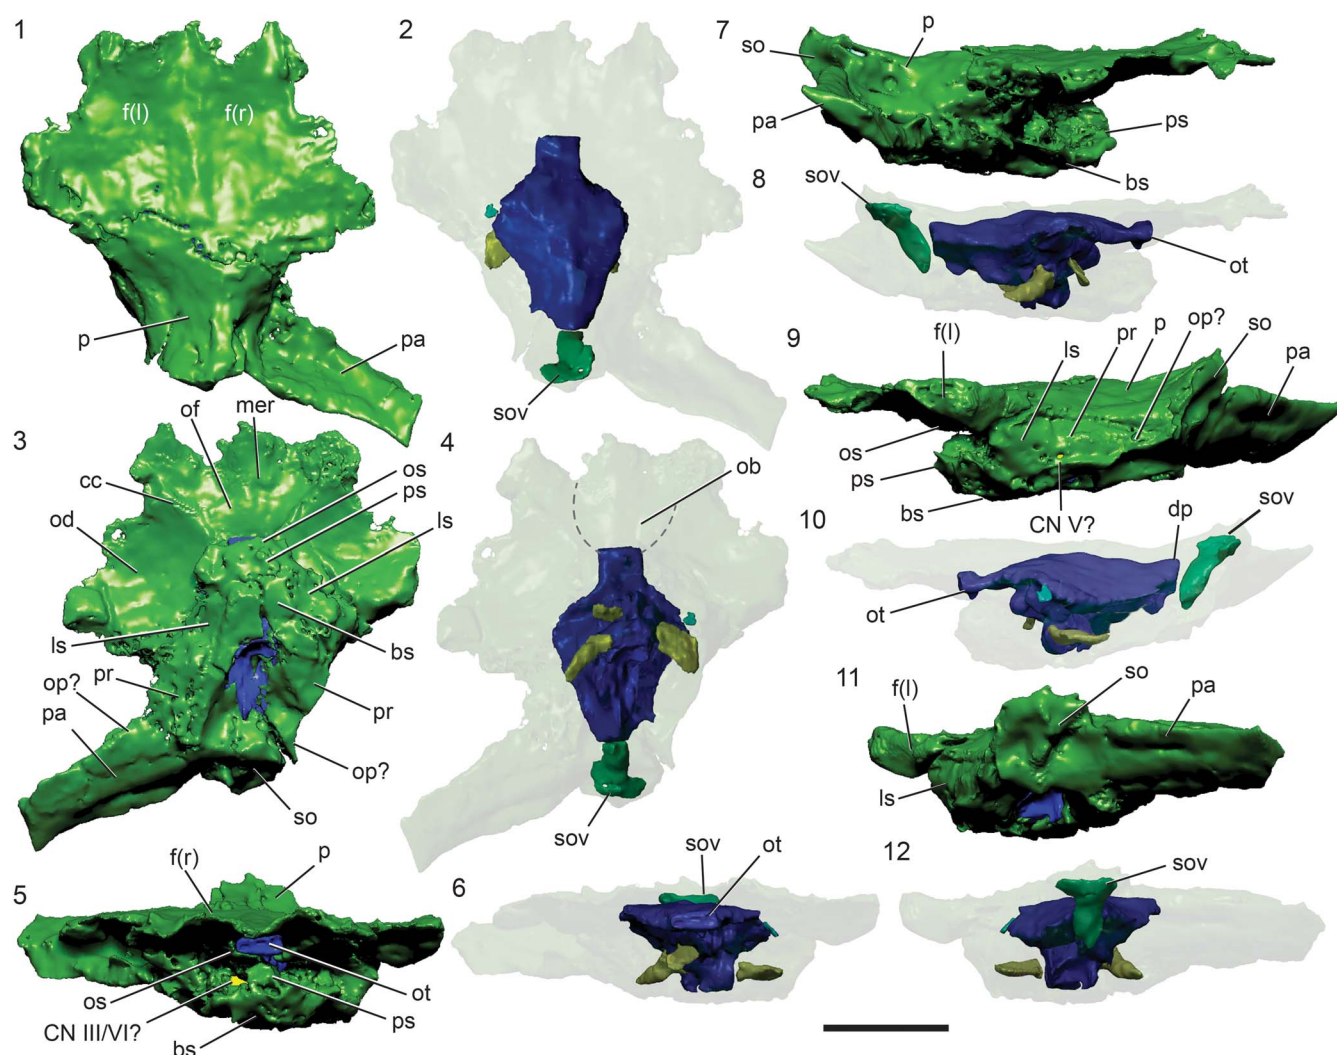 1
f(l) f(r)
p
pa
2
sov
7
so
p
pa
ps
bs
8
sov
ot
3
of
mer
cc
od
os
ps
ls
ls
bs
pr
pr
op?
pa
op?
so
4
ob
sov
9
f(l)
ls
pr
p
op?
so
pa
os
ps
bs
CN V?
10
dp
sov
ot
11
f(l)
so
pa
ls
5
f(r)
p
os
ot
CN III/VI?
ps
bs
6
sov
ot
12
sov